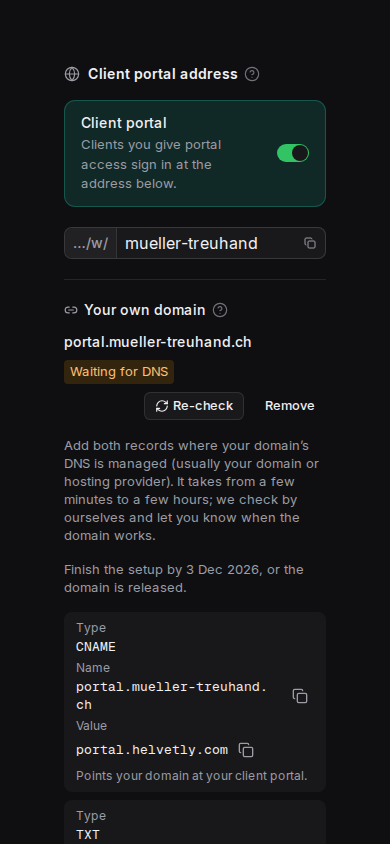 Client portal address
Client portal
Clients you give portal
access sign in at the
address below.
.../w/ mueller-treuhand
Your own domain
portal.mueller-treuhand.ch
Waiting for DNS
Re-check Remove
Add both records where your domain's
DNS is managed (usually your domain or
hosting provider). It takes from a few
minutes to a few hours; we check by
ourselves and let you know when the
domain works.
Finish the setup by 3 Dec 2026, or the
domain is released.
Type
CNAME
Name
portal.mueller-treuhand.
ch
Value
portal.helvetly.com
Points your domain at your client portal.
Type
TXT